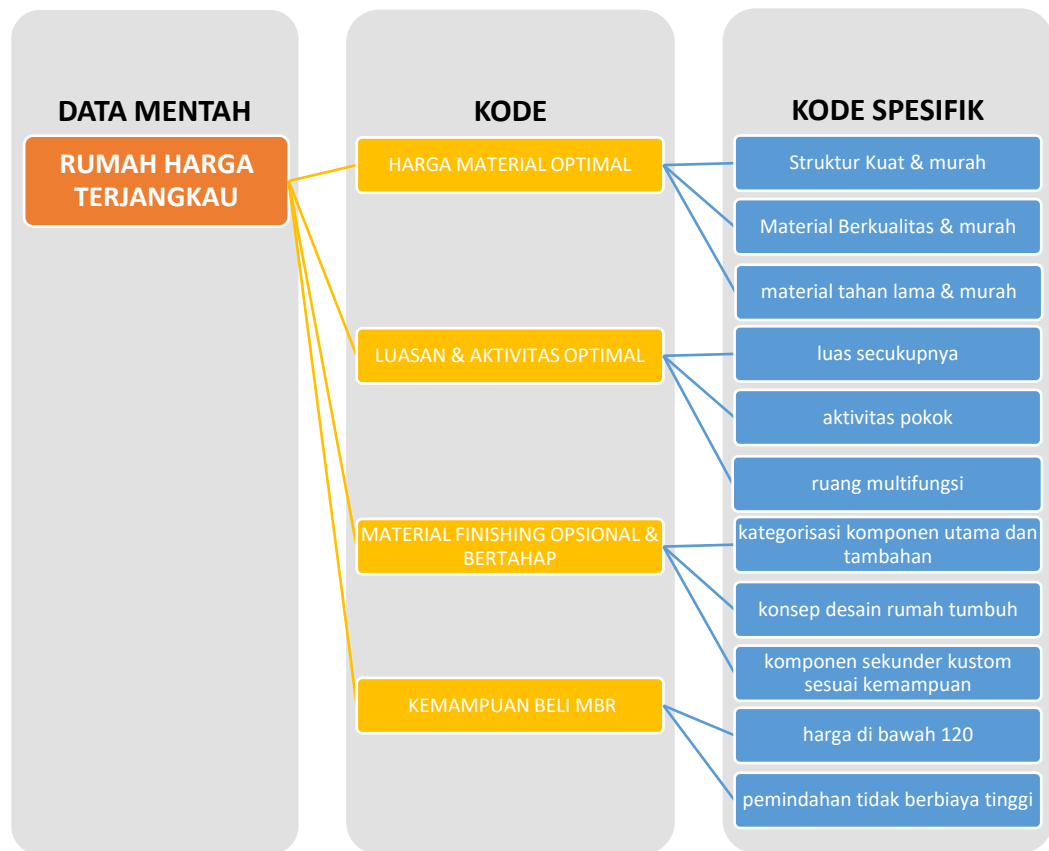 DATA MENTAH
RUMAH HARGA
TERJANGKAU
KODE
HARGA MATERIAL OPTIMAL
LUASAN & AKTIVITAS OPTIMAL
MATERIAL FINISHING OPSIONAL &
BERTAHAP
KEMAMPUAN BELI MBR
KODE SPESIFIK
Struktur Kuat & murah
Material Berkualitas & murah
material tahan lama & murah
luas secukupnya
aktivitas pokok
ruang multifungsi
kategorisasi komponen utama dan
tambahan
konsep desain rumah tumbuh
komponen sekunder kustom
sesuai kemampuan
harga di bawah 120
pemindahan tidak berbiaya tinggi